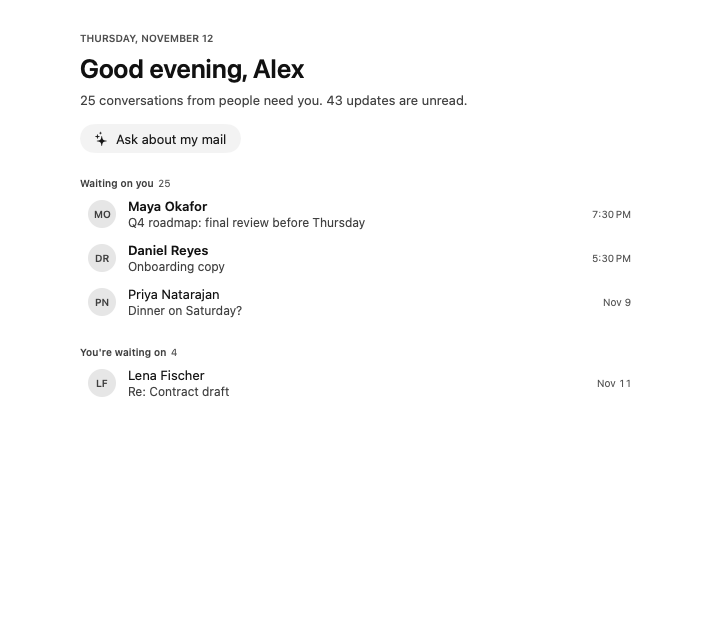 THURSDAY, NOVEMBER 12
Good evening, Alex
25 conversations from people need you. 43 updates are unread.
Ask about my mail
Waiting on you 25
MO
Maya Okafor
Q4 roadmap: final review before Thursday
7:30 PM
DR
Daniel Reyes
Onboarding copy
5:30 PM
PN
Priya Natarajan
Dinner on Saturday?
Nov 9
You're waiting on 4
LF
Lena Fischer
Re: Contract draft
Nov 11